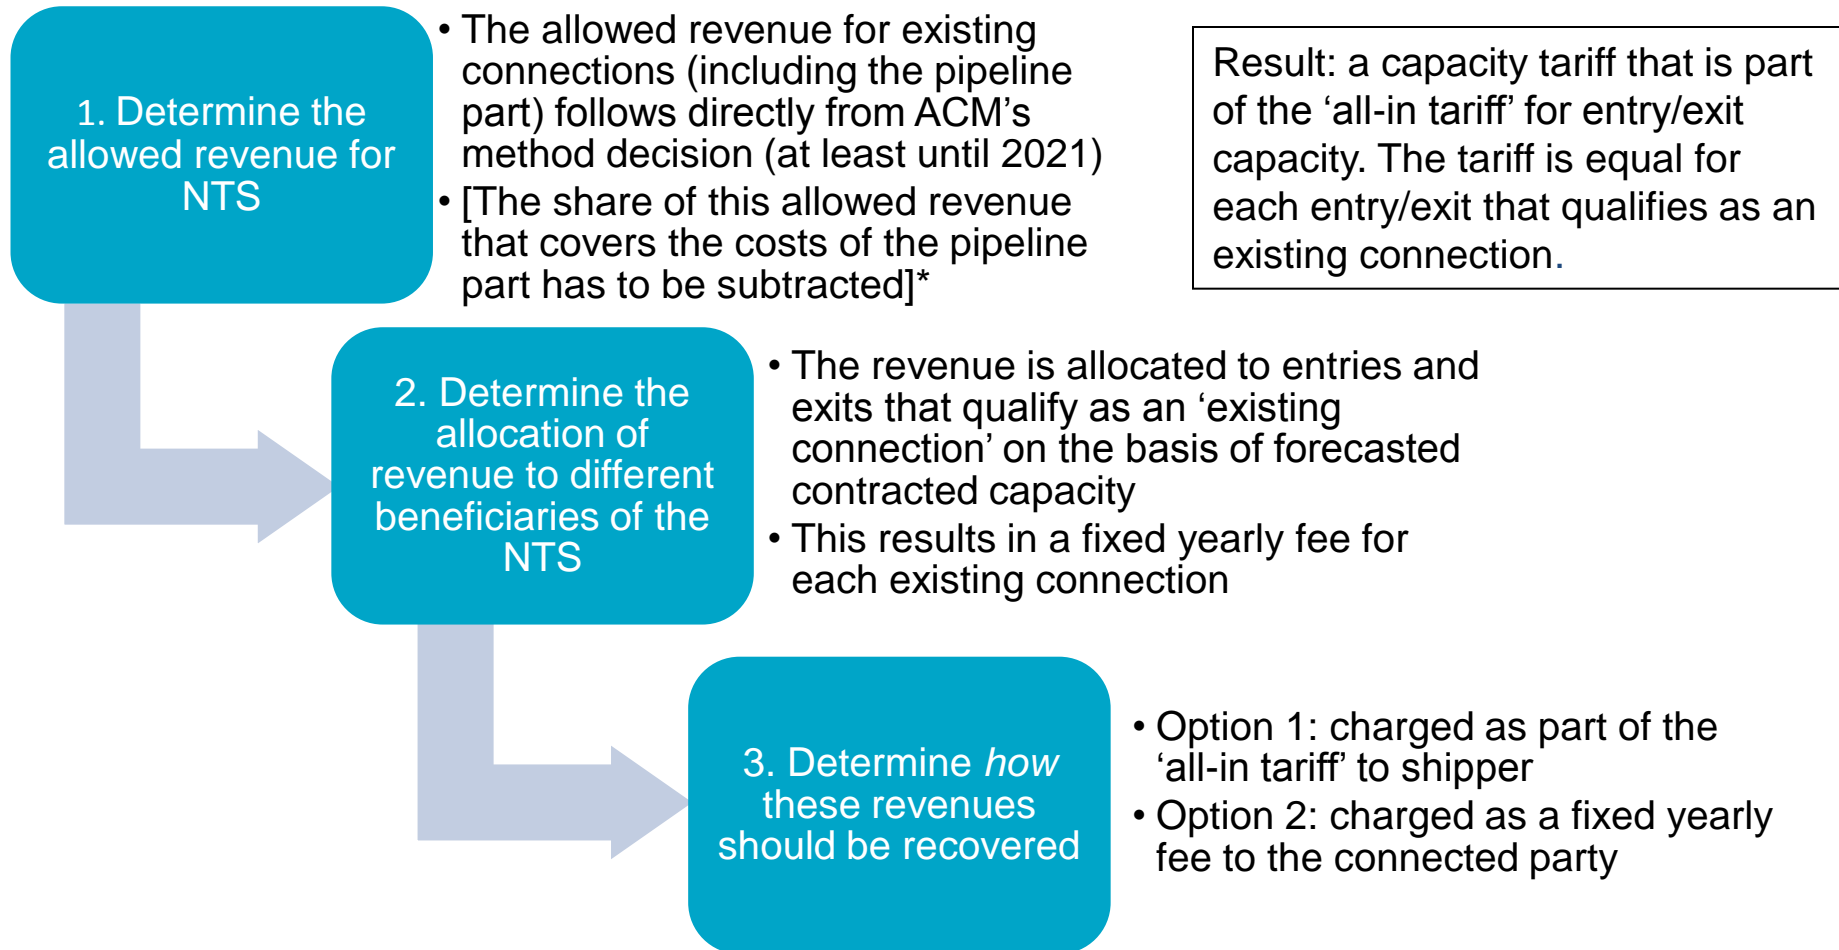 1. Determine the
allowed revenue for
NTS
• The allowed revenue for existing
connections (including the pipeline
part) follows directly from ACM’s
method decision (at least until 2021)
• [The share of this allowed revenue
that covers the costs of the pipeline
part has to be subtracted]*
Result: a capacity tariff that is part
of the ‘all-in tariff’ for entry/exit
capacity. The tariff is equal for
each entry/exit that qualifies as an
existing connection.
2. Determine the
allocation of
revenue to different
beneficiaries of the
NTS
• The revenue is allocated to entries and
exits that qualify as an ‘existing
connection’ on the basis of forecasted
contracted capacity
• This results in a fixed yearly fee for
each existing connection
3. Determine how
these revenues
should be recovered
• Option 1: charged as part of the
‘all-in tariff’ to shipper
• Option 2: charged as a fixed yearly
fee to the connected party